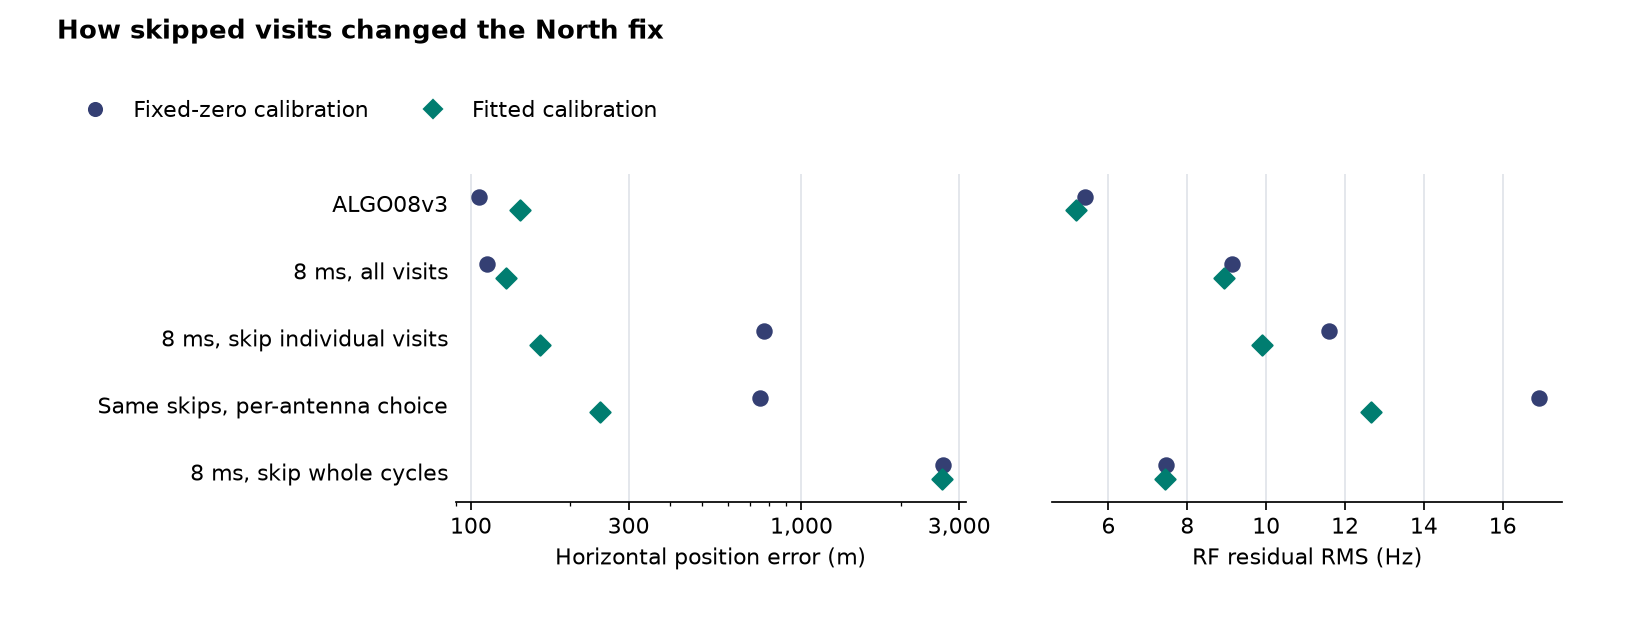 How skipped visits changed the North fix
Fixed-zero calibration
Fitted calibration
ALGO08v3
8 ms, all visits
8 ms, skip individual visits
Same skips, per-antenna choice
8 ms, skip whole cycles
100 300 1,000 3,000
Horizontal position error (m)
6 8 10 12 14 16
RF residual RMS (Hz)